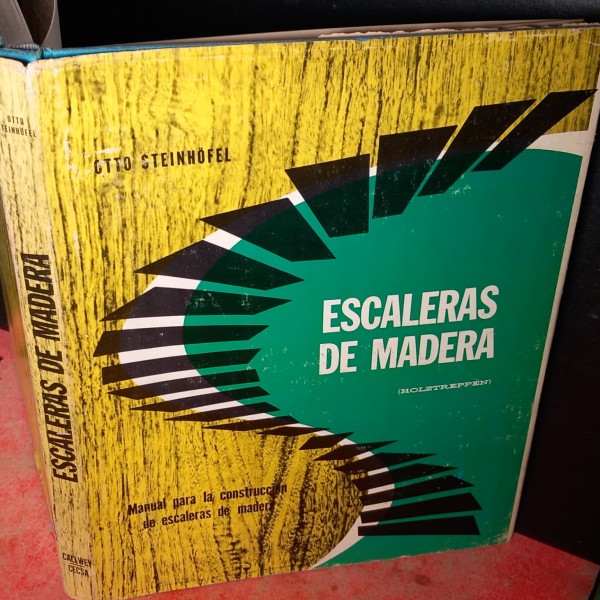 OTTO STEINHÖFEL
ESCALERAS
DE MADERA
(HOLZTREPPEN)
Manual para la construcción
de escaleras de madera
OTTO
STEINHÖFEL
ESCALERAS DE MADERA
CALLWEY
CECSA